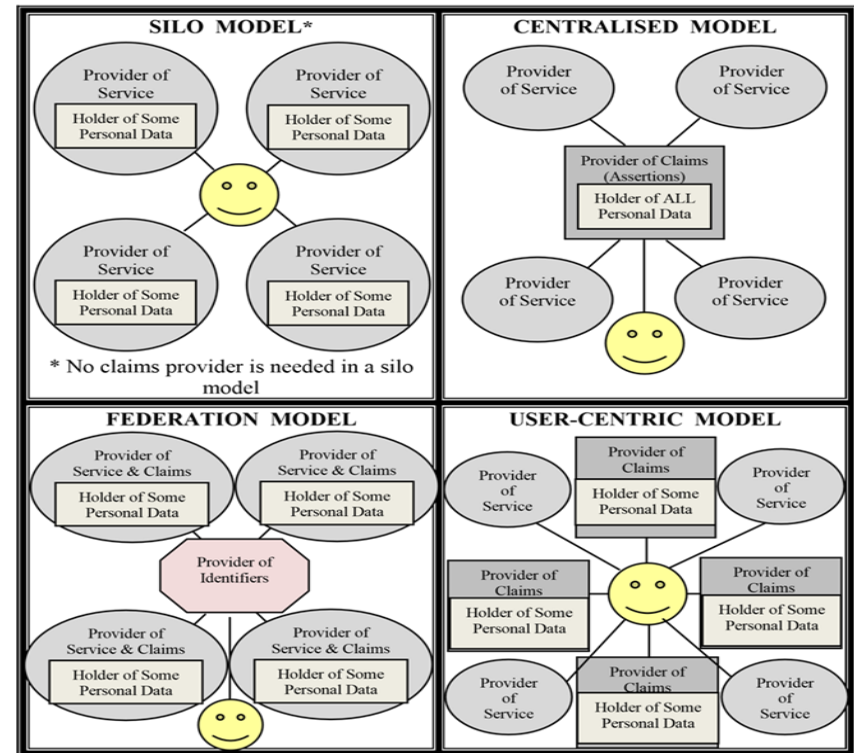 SILO MODEL*
Provider of
Service
Holder of Some
Personal Data
Provider of
Service
Holder of Some
Personal Data
Provider of
Service
Holder of Some
Personal Data
Provider of
Service
Holder of Some
Personal Data
* No claims provider is needed in a silo
model
CENTRALISED MODEL
Provider
of Service
Provider
of Service
Provider of Claims
(Assertions)
Holder of ALL
Personal Data
Provider
of Service
Provider
of Service
FEDERATION MODEL
Provider of
Service & Claims
Holder of Some
Personal Data
Provider of
Service & Claims
Holder of Some
Personal Data
Provider of
Identifiers
Provider of
Service & Claims
Holder of Some
Personal Data
Provider of
Service & Claims
Holder of Some
Personal Data
USER-CENTRIC MODEL
Provider
of
Service
Provider of
Claims
Holder of Some
Personal Data
Provider
of
Service
Provider of
Claims
Holder of Some
Personal Data
Provider of
Claims
Holder of Some
Personal Data
Provider
of
Service
Provider of
Claims
Holder of Some
Personal Data
Provider
of
Service